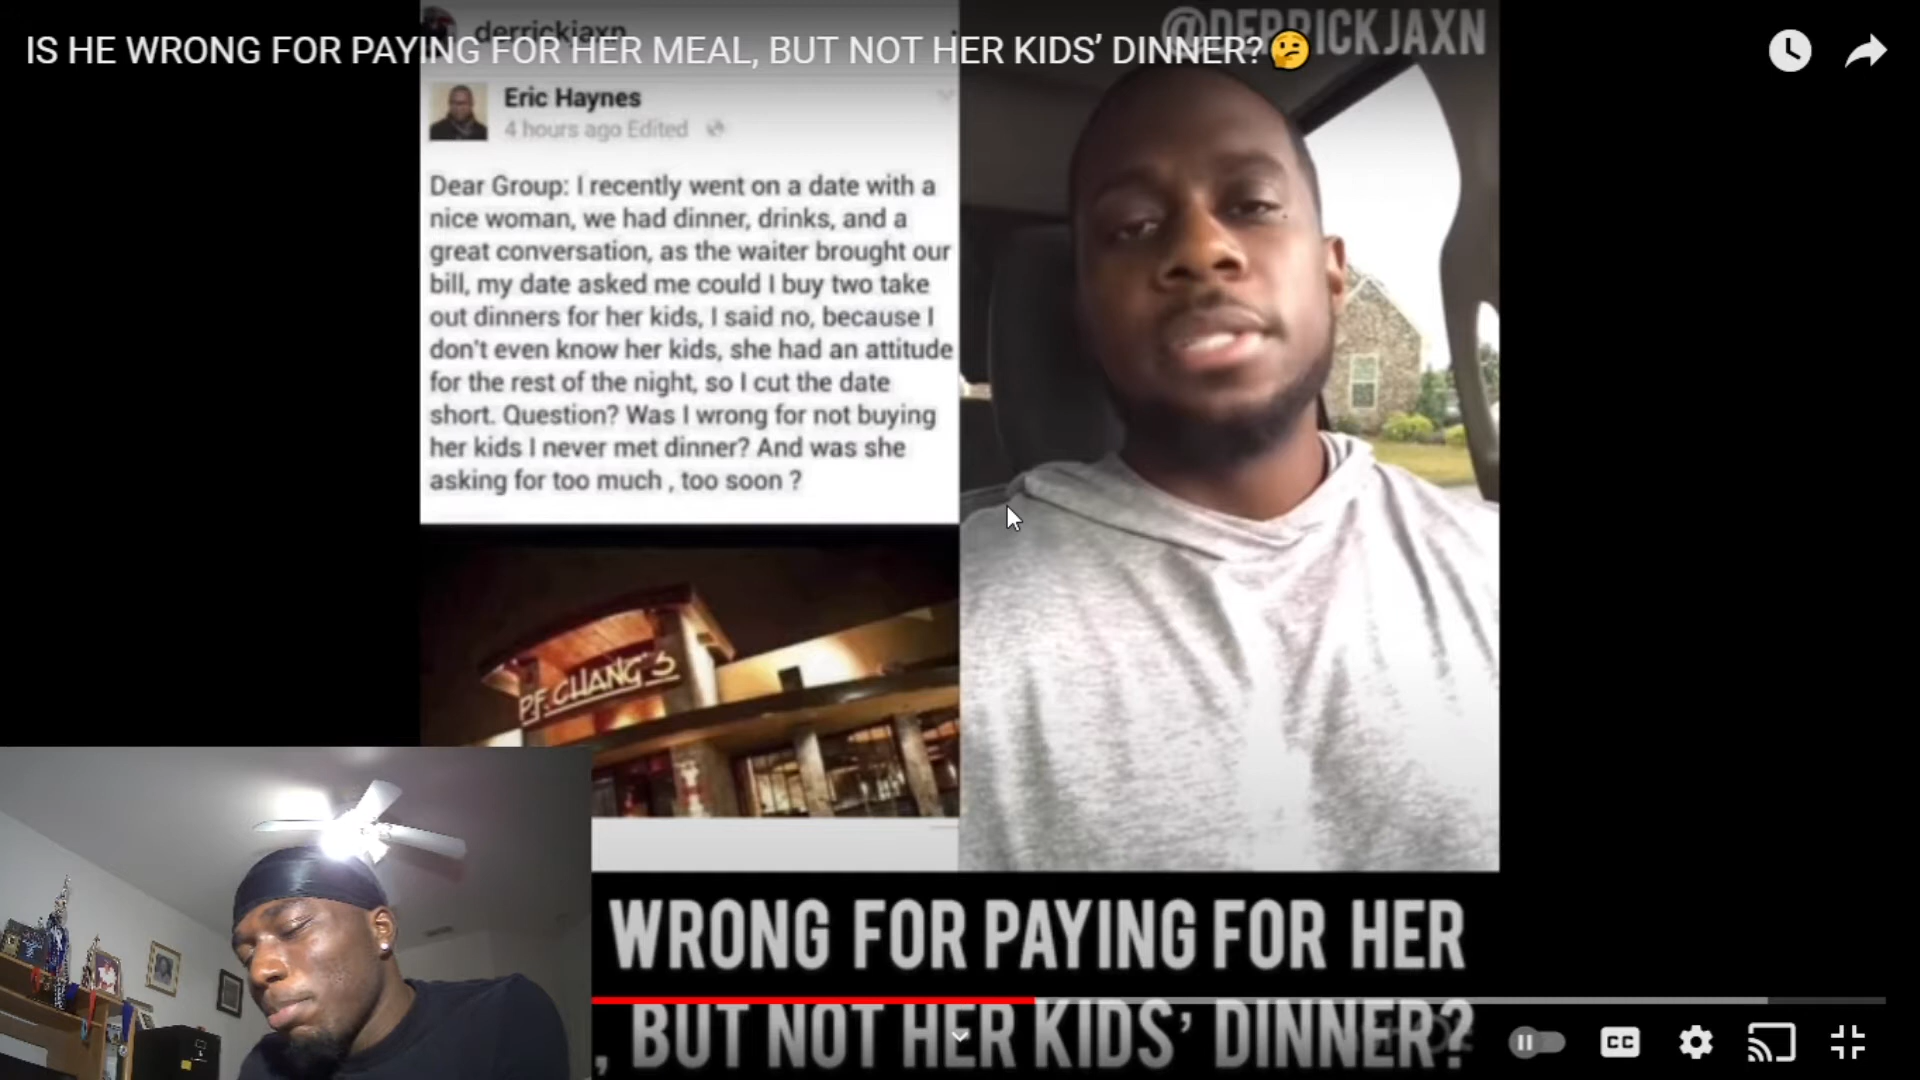 IS HE WRONG FOR PAYING FOR HER MEAL, BUT NOT HER KIDS’ DINNER?🤔
derrickjaxn
@DERRICKJAXN
Eric Haynes
4 hours ago Edited
Dear Group: I recently went on a date with a
nice woman, we had dinner, drinks, and a
great conversation, as the waiter brought our
bill, my date asked me could I buy two take
out dinners for her kids, I said no, because I
don't even know her kids, she had an attitude
for the rest of the night, so I cut the date
short. Question? Was I wrong for not buying
her kids I never met dinner? And was she
asking for too much , too soon ?
P.F. CHANG'S
WRONG FOR PAYING FOR HER
, BUT NOT HER KIDS’ DINNER?
CC